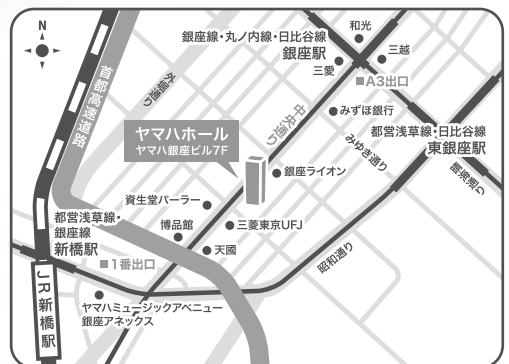 N
銀座線・丸ノ内線・日比谷線
銀座駅
和光
三越
三愛
■A3出口
首都高速道路
外堀通り
中央通り
みずほ銀行
都営浅草線・日比谷線
東銀座駅
みゆき通り
晴海通り
ヤマハホール
ヤマハ銀座ビル7F
銀座ライオン
資生堂パーラー
都営浅草線・
銀座線
新橋駅
博品館
三菱東京UFJ
天國
■1番出口
昭和通り
JR新橋駅
ヤマハミュージックアベニュー
銀座アネックス